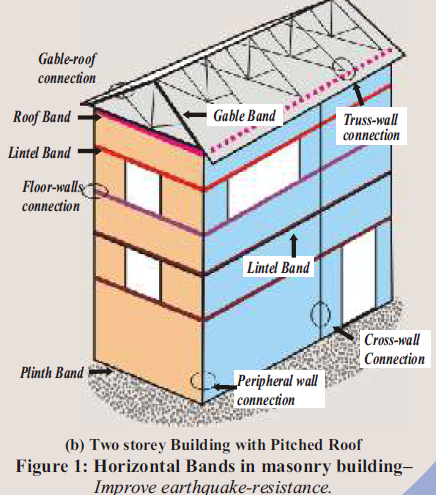 Gable-roof
connection
Roof Band
Gable Band
Truss-wall
connection
Lintel Band
Floor-walls
connection
Lintel Band
Cross-wall
Connection
Plinth Band
Peripheral wall
connection
(b) Two storey Building with Pitched Roof
Figure 1: Horizontal Bands in masonry building–
Improve earthquake-resistance.